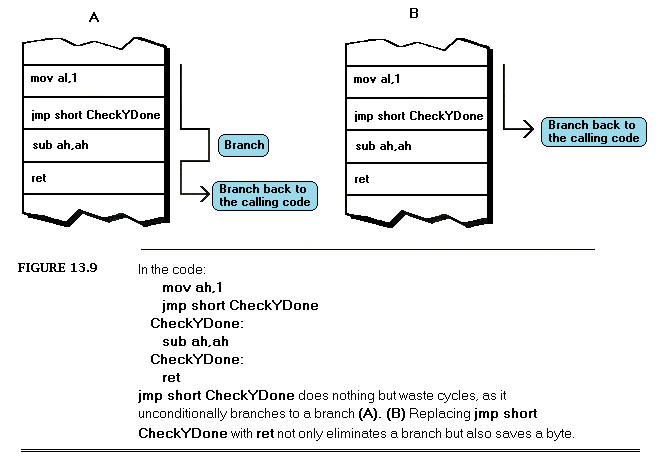 A
mov al,1
jmp short CheckYDone
sub ah,ah
ret
Branch
Branch back to
the calling code
B
mov al,1
jmp short CheckYDone
sub ah,ah
ret
Branch back to
the calling code
FIGURE 13.9
In the code:
mov ah,1
jmp short CheckYDone
CheckYDone:
sub ah,ah
CheckYDone:
ret
jmp short CheckYDone does nothing but waste cycles, as it
unconditionally branches to a branch (A). (B) Replacing jmp short
CheckYDone with ret not only eliminates a branch but also saves a byte.